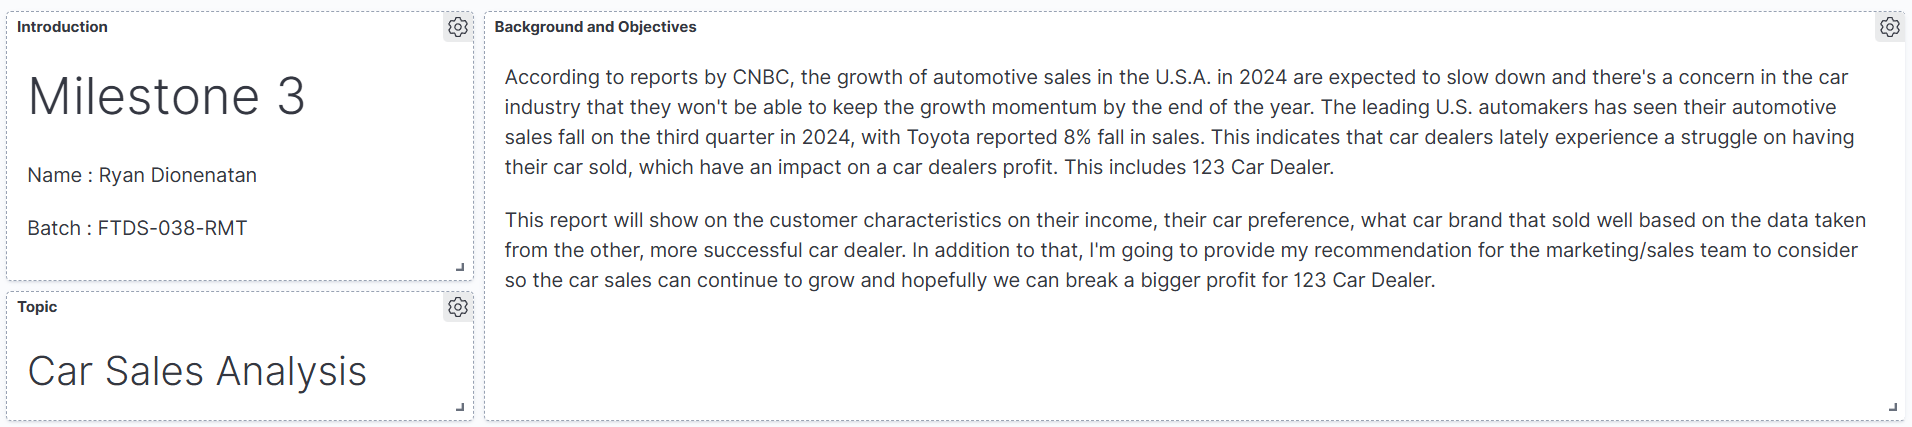 Introduction
Milestone 3
Name : Ryan Dionenatan
Batch : FTDS-038-RMT
Topic
Car Sales Analysis
Background and Objectives
According to reports by CNBC, the growth of automotive sales in the U.S.A. in 2024 are expected to slow down and there's a concern in the car
industry that they won't be able to keep the growth momentum by the end of the year. The leading U.S. automakers has seen their automotive
sales fall on the third quarter in 2024, with Toyota reported 8% fall in sales. This indicates that car dealers lately experience a struggle on having
their car sold, which have an impact on a car dealers profit. This includes 123 Car Dealer.
This report will show on the customer characteristics on their income, their car preference, what car brand that sold well based on the data taken
from the other, more successful car dealer. In addition to that, I'm going to provide my recommendation for the marketing/sales team to consider
so the car sales can continue to grow and hopefully we can break a bigger profit for 123 Car Dealer.